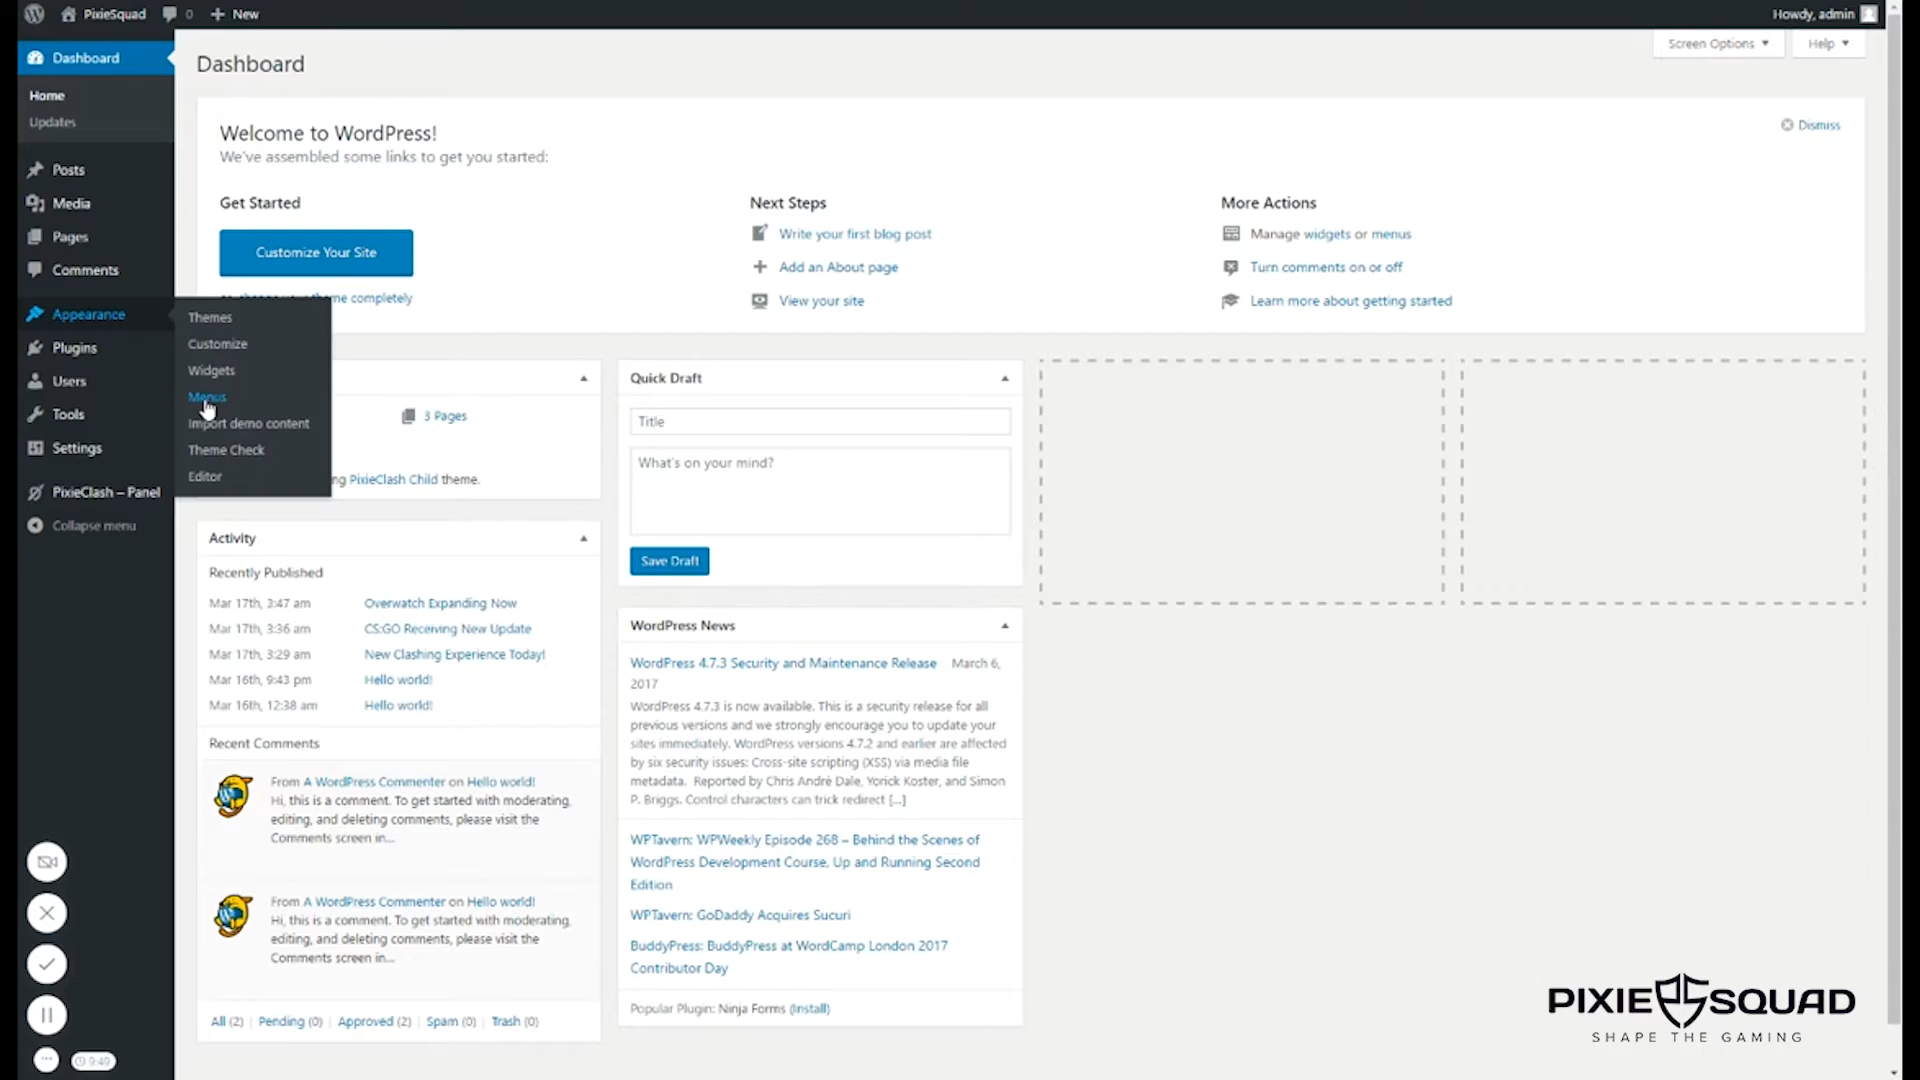 PixieSquad
0
New
Howdy, admin
Dashboard
Home
Updates
Posts
Media
Pages
Comments
Appearance
Plugins
Users
Tools
Settings
PixieClash – Panel
Collapse menu
Themes
Customize
Widgets
Menus
Import demo content
Theme Check
Editor
Dashboard
Screen Options
Help
Welcome to WordPress!
We've assembled some links to get you started:
Dismiss
Get Started
Customize Your Site
completely
Next Steps
Write your first blog post
Add an About page
View your site
More Actions
Manage widgets or menus
Turn comments on or off
Learn more about getting started
3 Pages
PixieClash Child theme.
Activity
Recently Published
Mar 17th, 3:47 am Overwatch Expanding Now
Mar 17th, 3:36 am CS:GO Receiving New Update
Mar 17th, 3:29 am New Clashing Experience Today!
Mar 16th, 9:43 pm Hello world!
Mar 16th, 12:38 am Hello world!
Recent Comments
From A WordPress Commenter on Hello world!
Hi, this is a comment. To get started with moderating,
editing, and deleting comments, please visit the
Comments screen in...
From A WordPress Commenter on Hello world!
Hi, this is a comment. To get started with moderating,
editing, and deleting comments, please visit the
Comments screen in...
All (2) | Pending (0) | Approved (2) | Spam (0) | Trash (0)
Quick Draft
Title
What's on your mind?
Save Draft
WordPress News
WordPress 4.7.3 Security and Maintenance Release March 6,
2017
WordPress 4.7.3 is now available. This is a security release for all
previous versions and we strongly encourage you to update your
sites immediately. WordPress versions 4.7.2 and earlier are affected
by six security issues: Cross-site scripting (XSS) via media file
metadata. Reported by Chris Andrè Dale, Yorick Koster, and Simon
P. Briggs. Control characters can trick redirect [...]
WPTavern: WPWeekly Episode 268 – Behind the Scenes of
WordPress Development Course, Up and Running Second
Edition
WPTavern: GoDaddy Acquires Sucuri
BuddyPress: BuddyPress at WordCamp London 2017
Contributor Day
Popular Plugin: Ninja Forms (Install)
9:49
PIXIE SQUAD
SHAPE THE GAMING